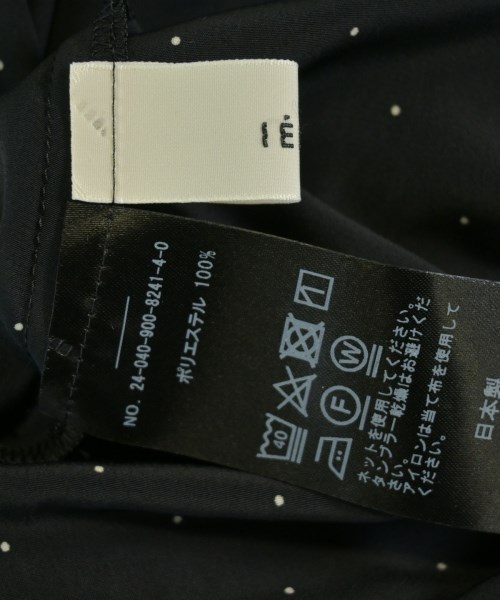 m.
NO. 24-040-900-8241-4-0
ポリエステル 100%
40
W
F
ネットを使用してください。
タンブラー乾燥はお避けくだ
さい。
アイロンは当て布を使用して
ください。
日本製